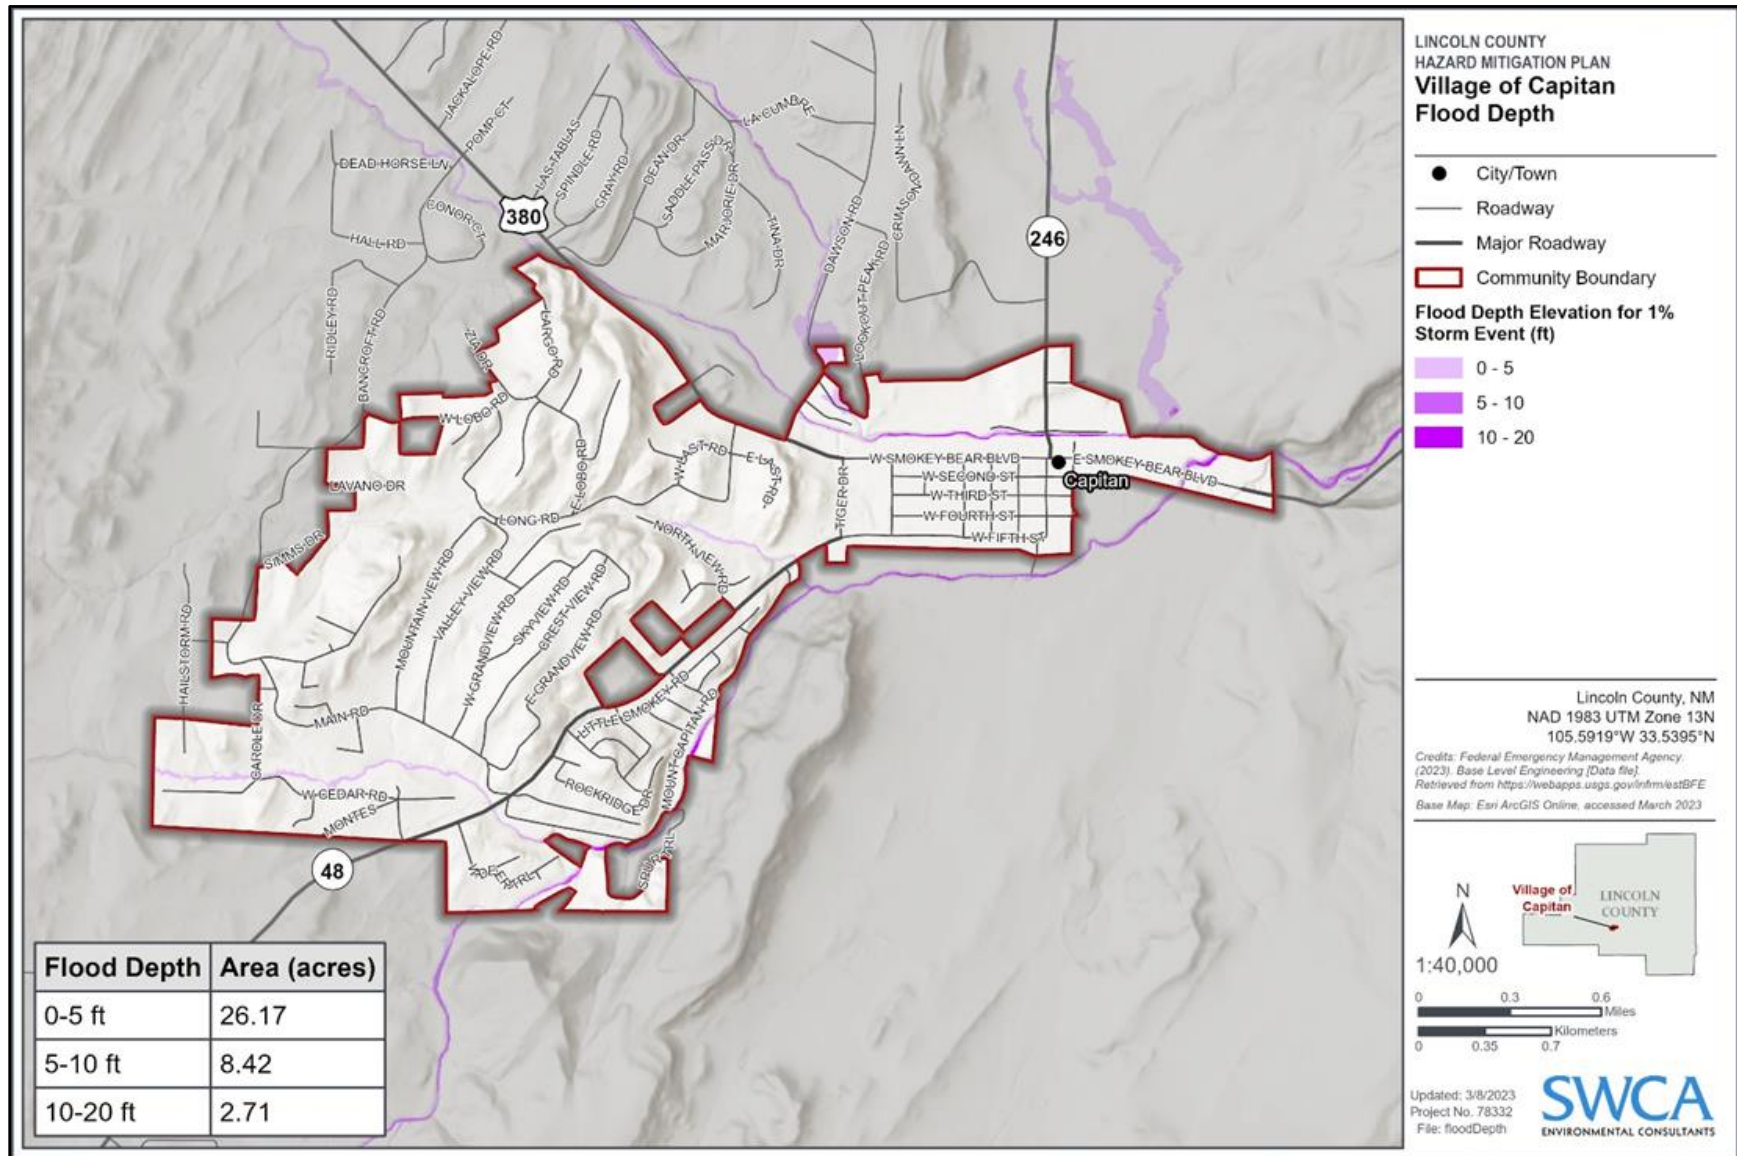 LINCOLN COUNTY
HAZARD MITIGATION PLAN
Village of Capitan
Flood Depth
City/Town
Roadway
Major Roadway
Community Boundary
Flood Depth Elevation for 1%
Storm Event (ft)
0 - 5
5 - 10
10 - 20
Lincoln County, NM
NAD 1983 UTM Zone 13N
105.5919°W 33.5395°N
Credits: Federal Emergency Management Agency.
(2023). Base Level Engineering [Data file].
Retrieved from https://webapps.usgs.gov/infrm/estBFE
Base Map: Esri ArcGIS Online, accessed March 2023
Village of
Capitan
LINCOLN
COUNTY
N
1:40,000
0 0.3 0.6
Miles
Kilometers
0 0.35 0.7
Updated: 3/8/2023
Project No. 78332
File: floodDepth
SWCA
ENVIRONMENTAL CONSULTANTS
JACKALOPE RD
POMP CT
DEAD HORSE LN
CONOR CT
HALL RD
RIDLEY RD
BANCROFT RD
380
LAS TABLAS
SPINDLE RD
GRAY RD
DEAN DR
SADDLE PASS DR
MARJORIE DR
TINA DR
LA CUMBRE
DAWSON RD
LOOKOUT PEAK RD
CRIMSON DAWN LN
246
ZIA DR
LARGO RD
W LOBO RD
E LOBO RD
LAVANO DR
SIMMS DR
HAILSTORM RD
W LAST RD
E LAST RD
LONG RD
NORTH VIEW RD
TIGER DR
W SMOKEY BEAR BLVD
W SECOND ST
W THIRD ST
W FOURTH ST
W FIFTH ST
E SMOKEY BEAR BLVD
Capitan
MOUNTAIN VIEW RD
VALLEY VIEW RD
W GRANDVIEW RD
SKYVIEW RD
CREST VIEW RD
E GRANDVIEW RD
LITTLE SMOKEY RD
MOUNT CAPITAN RD
MAIN RD
CAROLE DR
W CEDAR RD
MONTES
ROCKRIDGE DR
SPUR TRL
48
Flood Depth Area (acres)
0-5 ft 26.17
5-10 ft 8.42
10-20 ft 2.71